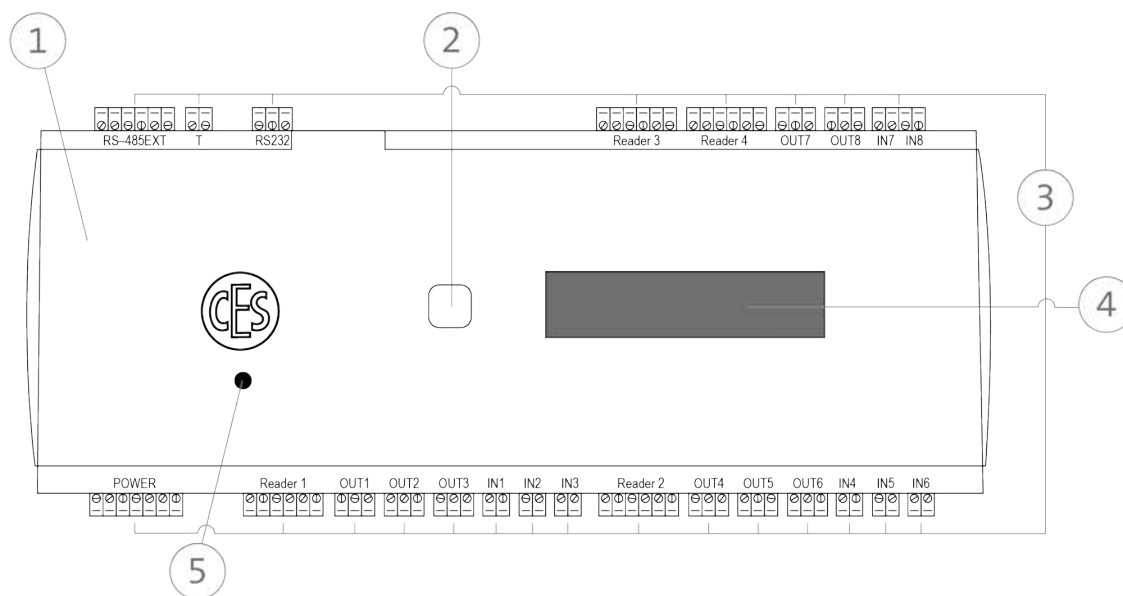 1
2
RS-485EXT T RS232 Reader 3 Reader 4 OUT7 OUT8 IN7 IN8
3
CES
4
POWER Reader 1 OUT1 OUT2 OUT3 IN1 IN2 IN3 Reader 2 OUT4 OUT5 OUT6 IN4 IN5 IN6
5